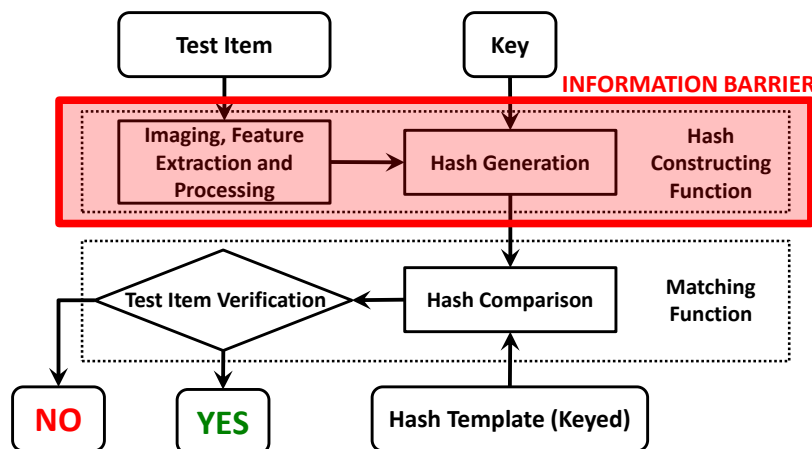 Test Item
Key
INFORMATION BARRIER
Imaging, Feature
Extraction and
Processing
Hash Generation
Hash
Constructing
Function
Test Item Verification
Hash Comparison
Matching
Function
NO
YES
Hash Template (Keyed)